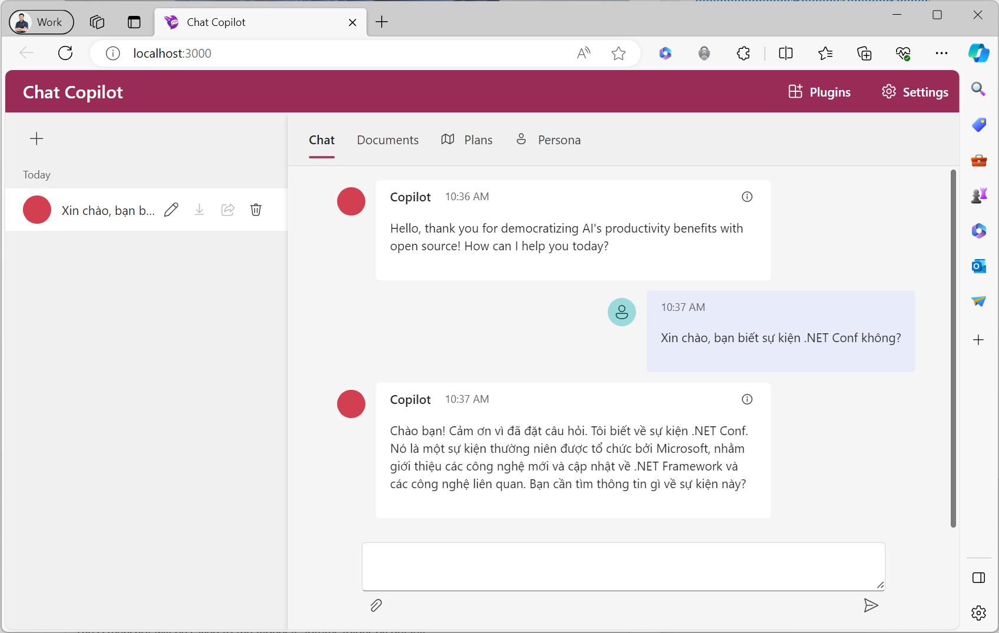 Work
Chat Copilot
localhost:3000
Chat Copilot
Plugins
Settings
Today
Xin chào, bạn b...
Chat
Documents
Plans
Persona
Copilot 10:36 AM
Hello, thank you for democratizing AI's productivity benefits with
open source! How can I help you today?
10:37 AM
Xin chào, bạn biết sự kiện .NET Conf không?
Copilot 10:37 AM
Chào bạn! Cảm ơn vì đã đặt câu hỏi. Tôi biết về sự kiện .NET Conf.
Nó là một sự kiện thường niên được tổ chức bởi Microsoft, nhằm
giới thiệu các công nghệ mới và cập nhật về .NET Framework và
các công nghệ liên quan. Bạn cần tìm thông tin gì về sự kiện này?